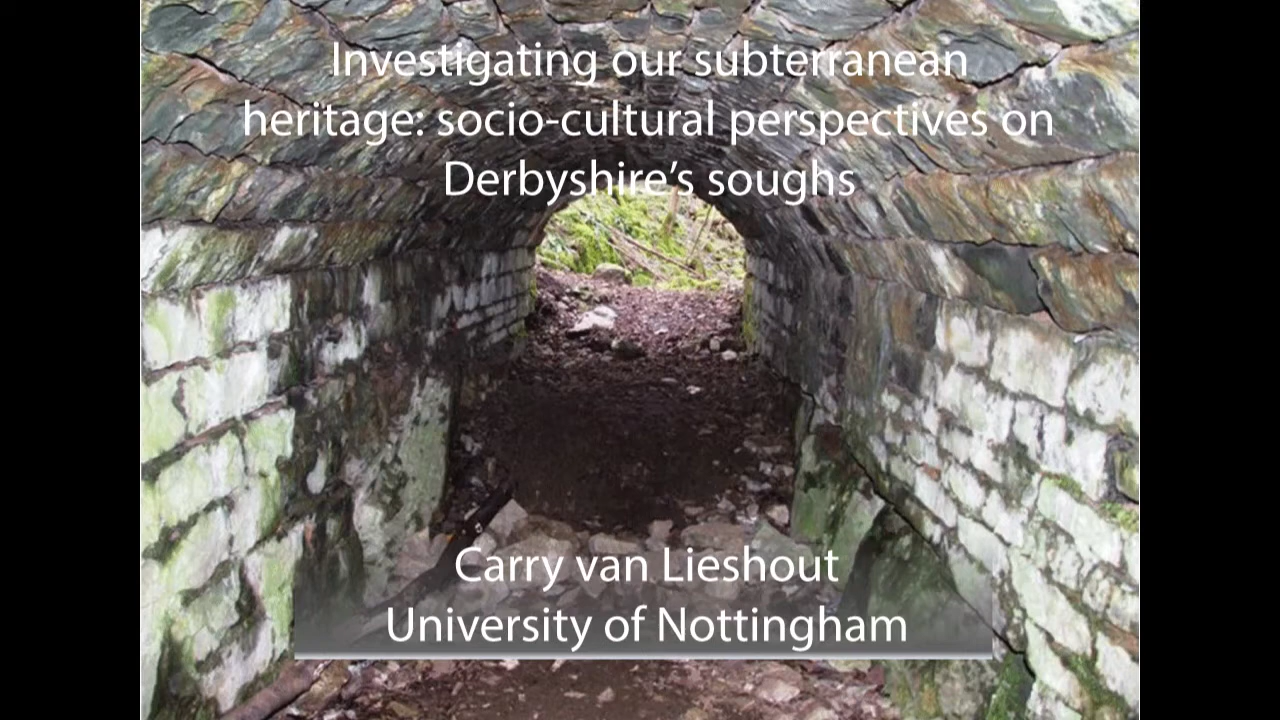 Investigating our subterranean
heritage: socio-cultural perspectives on
Derbyshire’s soughs
Carry van Lieshout
University of Nottingham